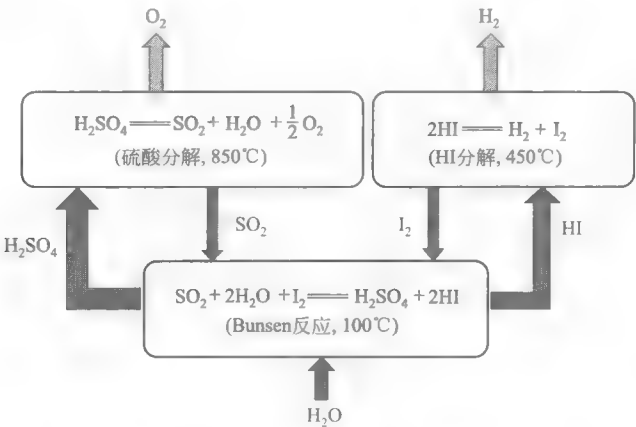 O₂
H₂
H₂SO₄══SO₂+ H₂O +½O₂
(硫酸分解, 850℃)
2HI══H₂ + I₂
(HI分解, 450℃)
H₂SO₄
SO₂
I₂
HI
SO₂+ 2H₂O +I₂══H₂SO₄ +2HI
(Bunsen反应, 100℃)
H₂O